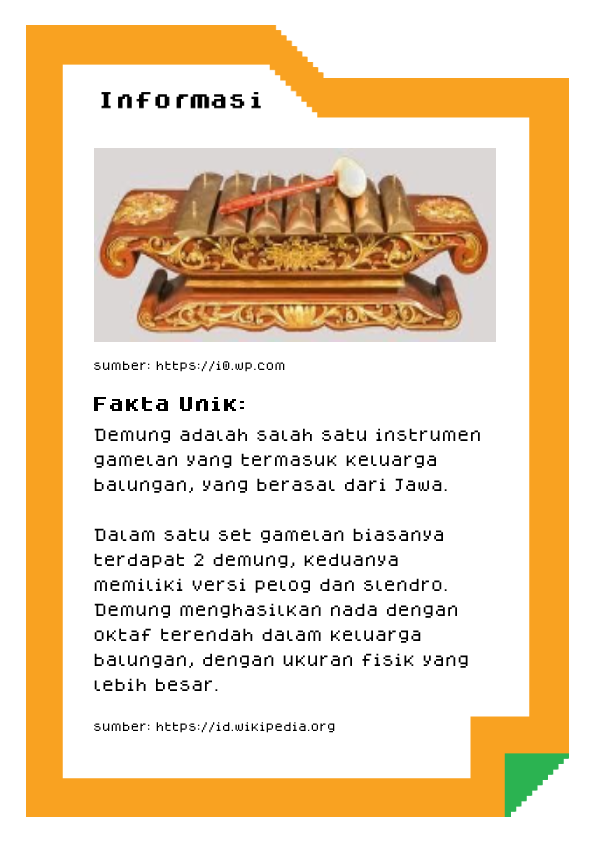 Informasi
sumber: https://i0.wp.com
Fakta Unik:
Demung adalah salah satu instrumen
gamelan yang termasuk keluarga
balungan, yang berasal dari Jawa.
Dalam satu set gamelan biasanya
terdapat 2 demung, keduanya
memiliki versi pelog dan slendro.
Demung menghasilkan nada dengan
oktaf terendah dalam keluarga
balungan, dengan ukuran fisik yang
lebih besar.
sumber: https://id.wikipedia.org